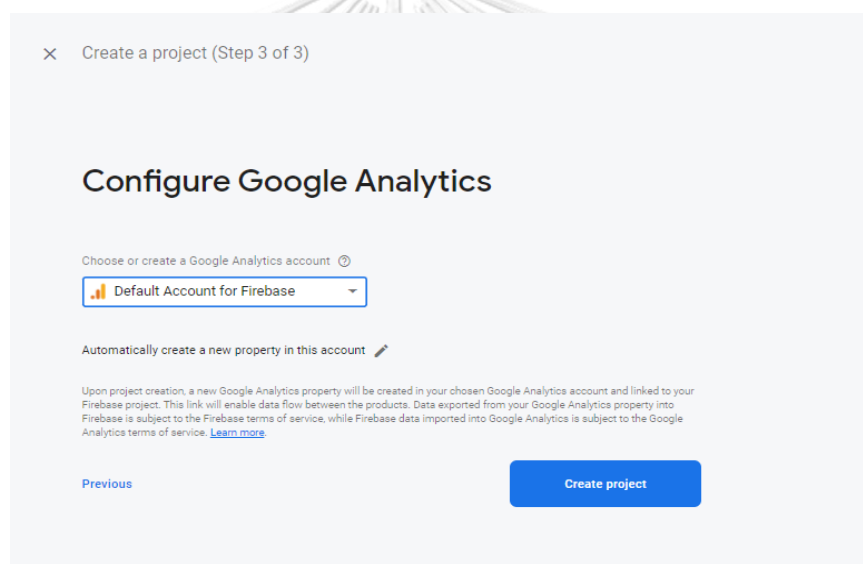 Create a project (Step 3 of 3)
Configure Google Analytics
Choose or create a Google Analytics account
Default Account for Firebase
Automatically create a new property in this account
Upon project creation, a new Google Analytics property will be created in your chosen Google Analytics account and linked to your
Firebase project. This link will enable data flow between the products. Data exported from your Google Analytics property into
Firebase is subject to the Firebase terms of service, while Firebase data imported into Google Analytics is subject to the Google
Analytics terms of service. Learn more.
Previous
Create project